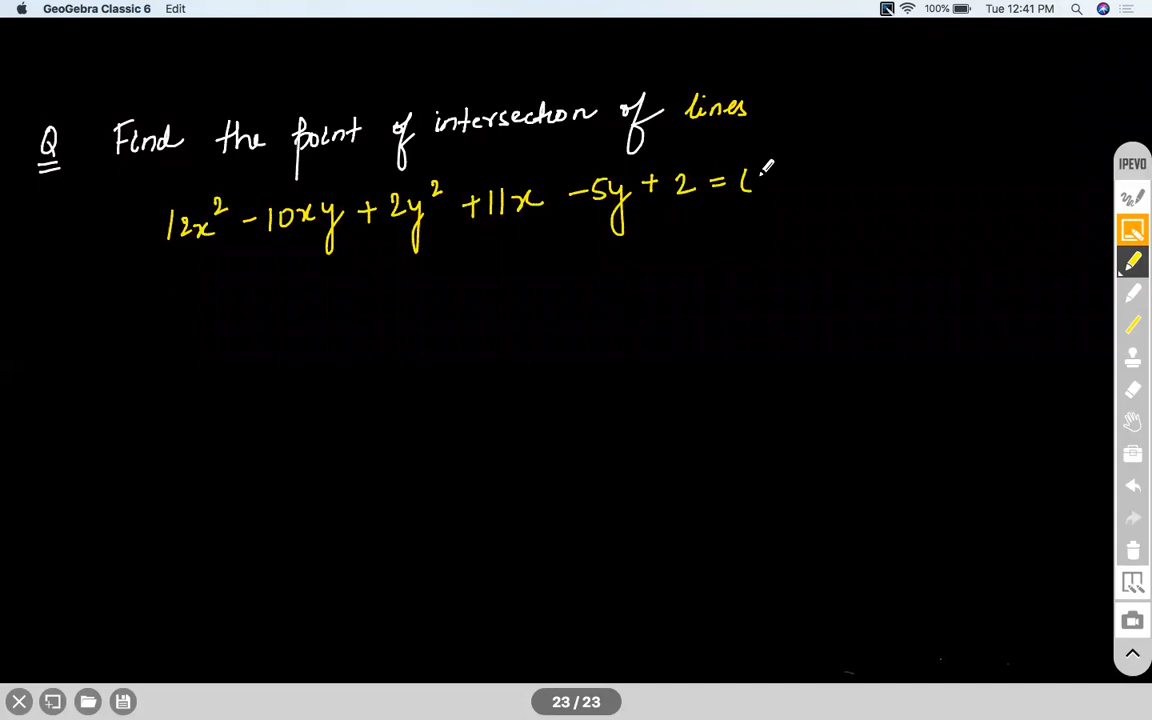 GeoGebra Classic 6 Edit 100% Tue 12:41 PM
Q Find the point of intersection of lines
12x² - 10xy + 2y² + 11x - 5y + 2 = (
IPEVO
23 / 23